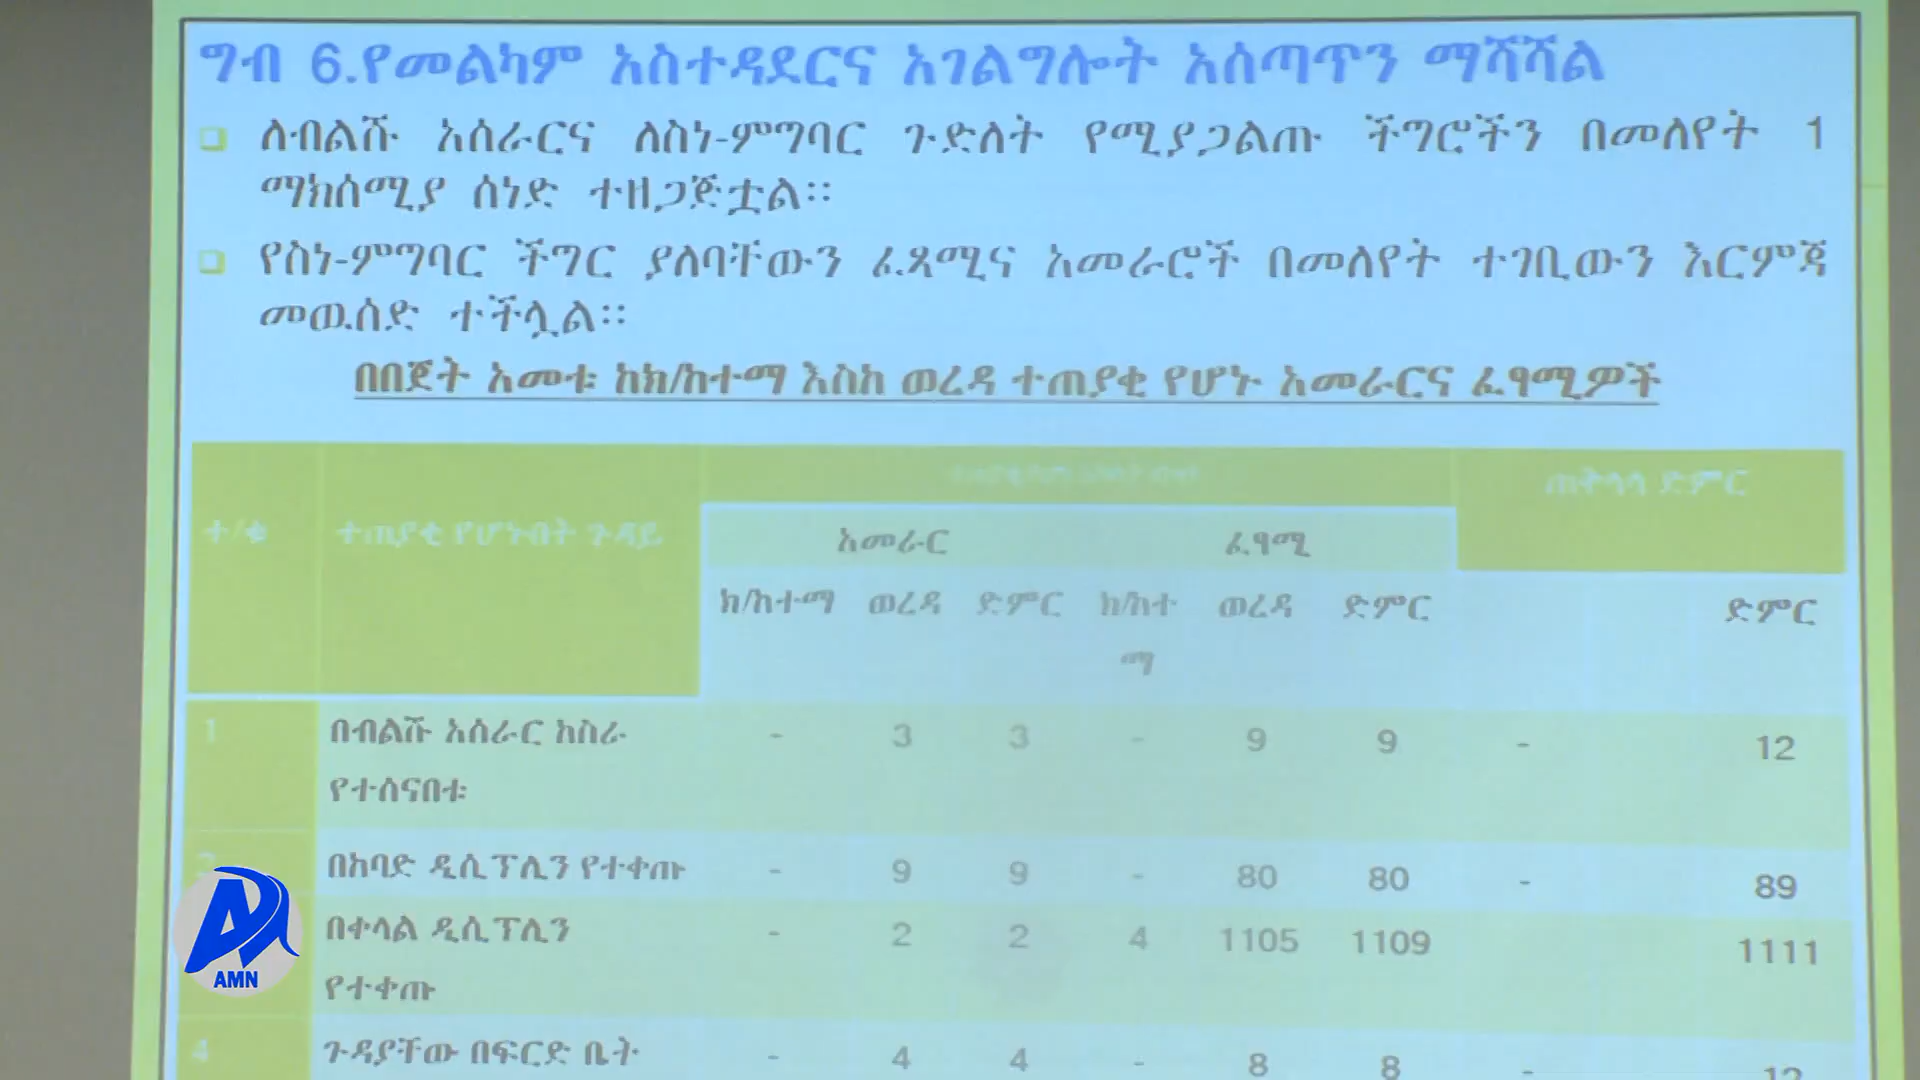 ግብ 6.የመልካም አስተዳደርና አገልግሎት አሰጣጥን ማሻሻል
ለብልሹ አሰራርና ለስነ-ምግባር ጉድለት የሚያጋልጡ ችግሮችን በመለየት 1
ማክሰሚያ ሰነድ ተዘጋጅቷል፡፡
የስነ-ምግባር ችግር ያለባቸውን ፈጻሚና አመራሮች በመለየት ተገቢውን እርምጃ
መዉሰድ ተችሏል፡፡
በበጀት አመቱ ከክ/ከተማ እስከ ወረዳ ተጠያቂ የሆኑ አመራርና ፈፃሚዎች
ተ/ቁ ተጠያቂ የሆኑበት ጉዳይ ጠቅላላ ድምር
አመራር ፈፃሚ
ክ/ከተማ ወረዳ ድምር ክ/ከተ ወረዳ ድምር ድምር
ማ
1 በብልሹ አሰራር ከስራ - 3 3 - 9 9 - 12
የተሰናበቱ
2 በከባድ ዲሲፕሊን የተቀጡ - 9 9 - 80 80 - 89
በቀላል ዲሲፕሊን - 2 2 4 1105 1109 1111
የተቀጡ
4 ጉዳያቸው በፍርድ ቤት - 4 4 - 8 8 - 12
AMN